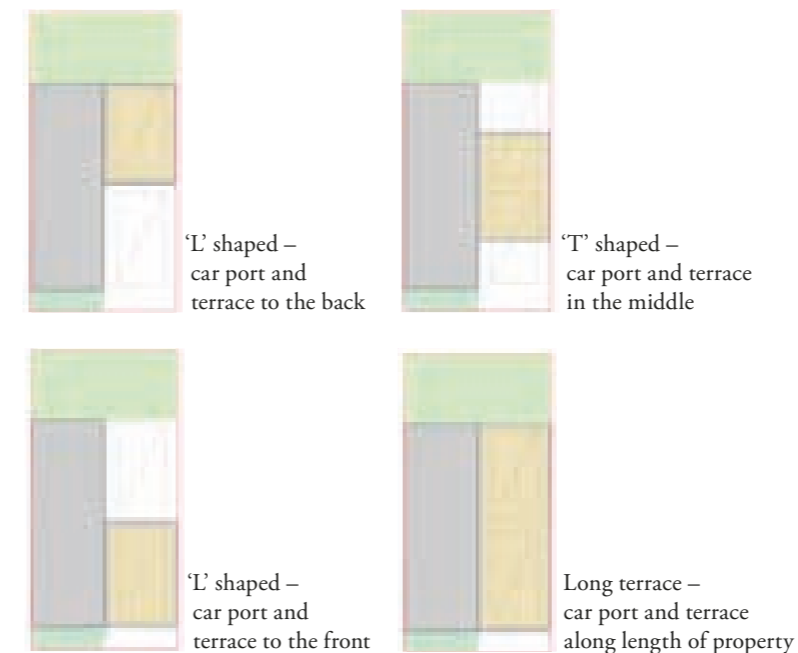 ‘L’ shaped –
car port and
terrace to the back
‘T’ shaped –
car port and terrace
in the middle
‘L’ shaped –
car port and
terrace to the front
Long terrace –
car port and terrace
along length of property